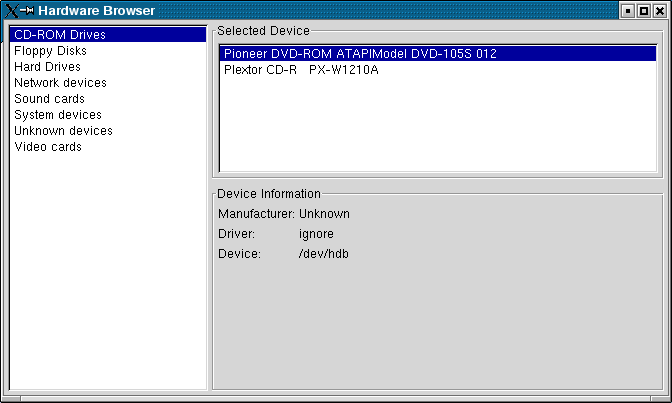 Hardware Browser
CD-ROM Drives
Floppy Disks
Hard Drives
Network devices
Sound cards
System devices
Unknown devices
Video cards
Selected Device
Pioneer DVD-ROM ATAPIModel DVD-105S 012
Plextor CD-R PX-W1210A
Device Information
Manufacturer: Unknown
Driver: ignore
Device: /dev/hdb